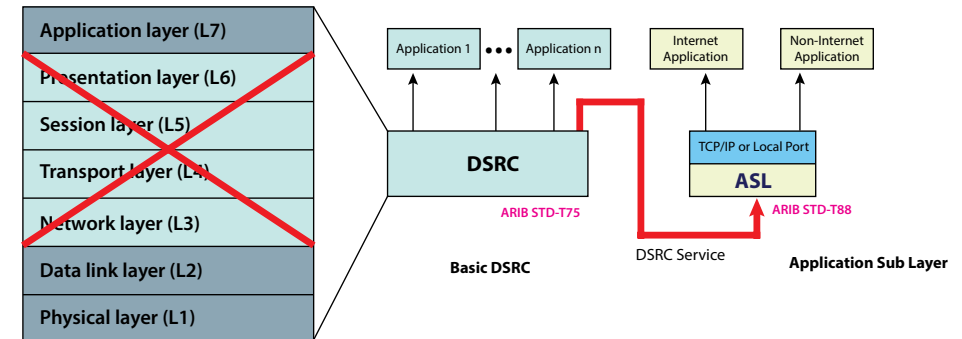 Application layer (L7)
Presentation layer (L6)
Session layer (L5)
Transport layer (L4)
Network layer (L3)
Data link layer (L2)
Physical layer (L1)
Application 1
Application n
DSRC
ARIB STD-T75
Basic DSRC
DSRC Service
Internet
Application
Non-Internet
Application
TCP/IP or Local Port
ASL
ARIB STD-T88
Application Sub Layer